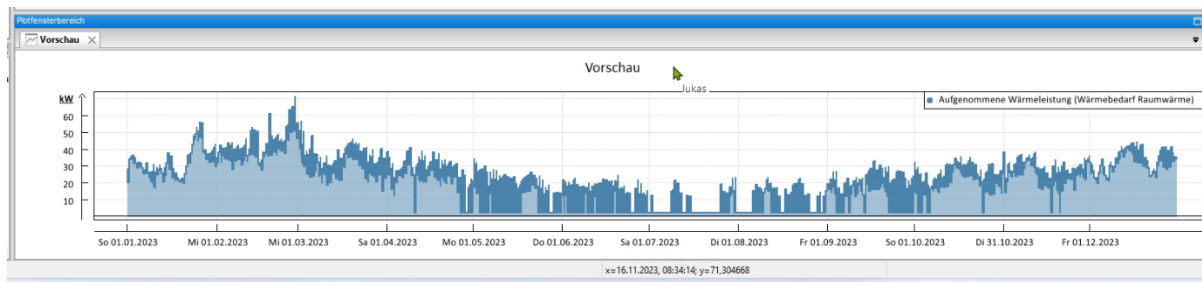 Plotfensterbereich
Vorschau
Vorschau
lukas
kW
Aufgenommene Wärmeleistung (Wärmebedarf Raumwärme)
60
50
40
30
20
10
So 01.01.2023 Mi 01.02.2023 Mi 01.03.2023 Sa 01.04.2023 Mo 01.05.2023 Do 01.06.2023 Sa 01.07.2023 Di 01.08.2023 Fr 01.09.2023 So 01.10.2023 Di 31.10.2023 Fr 01.12.2023
x=16.11.2023, 08:34:14; y=71,304668